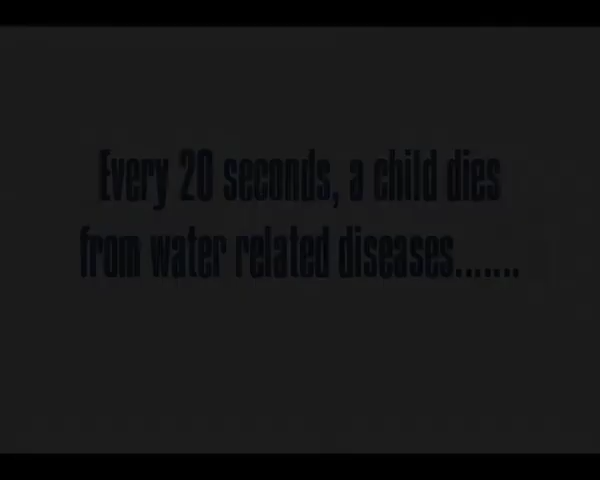 Every 20 seconds, a child dies
from water related diseases.......